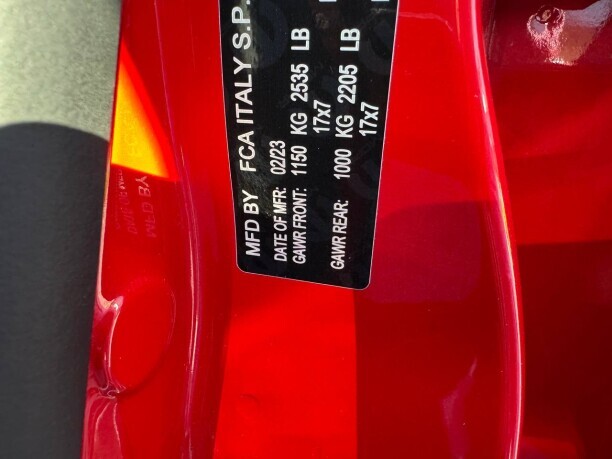 MFD BY FCA ITALY S.P.
DATE OF MFR: 02/23
GAWR FRONT: 1150 KG 2535 LB
17x7
GAWR REAR: 1000 KG 2205 LB
17x7